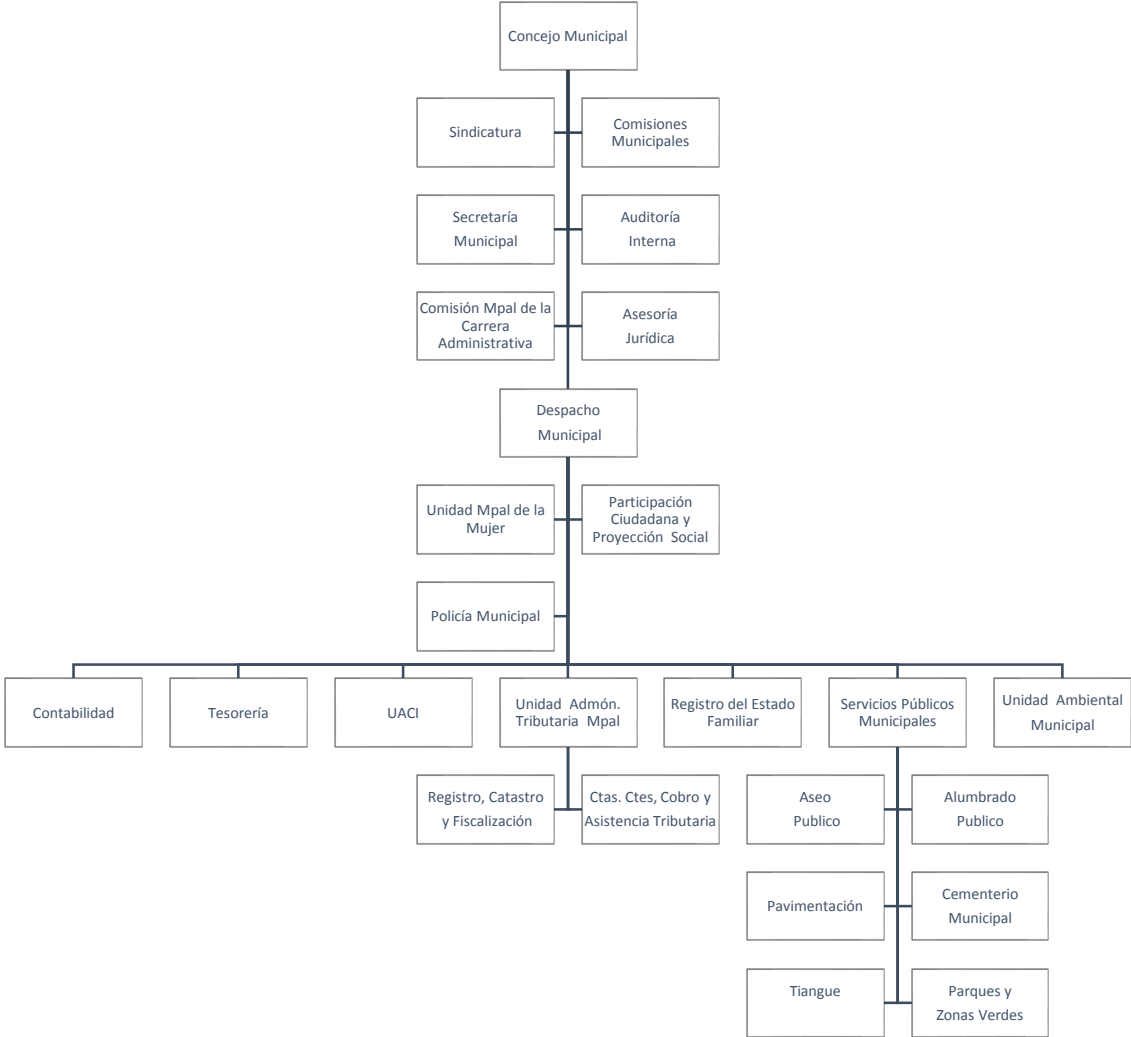 Concejo Municipal
Sindicatura
Comisiones
Municipales
Secretaría
Municipal
Auditoría
Interna
Comisión Mpal de la
Carrera
Administrativa
Asesoría
Jurídica
Despacho
Municipal
Unidad Mpal de la
Mujer
Participación
Ciudadana y
Proyección Social
Policía Municipal
Contabilidad
Tesorería
UACI
Unidad Admón.
Tributaria Mpal
Registro del Estado
Familiar
Servicios Públicos
Municipales
Unidad Ambiental
Municipal
Registro, Catastro
y Fiscalización
Ctas. Ctes, Cobro y
Asistencia Tributaria
Aseo
Publico
Alumbrado
Publico
Pavimentación
Cementerio
Municipal
Tiangue
Parques y
Zonas Verdes